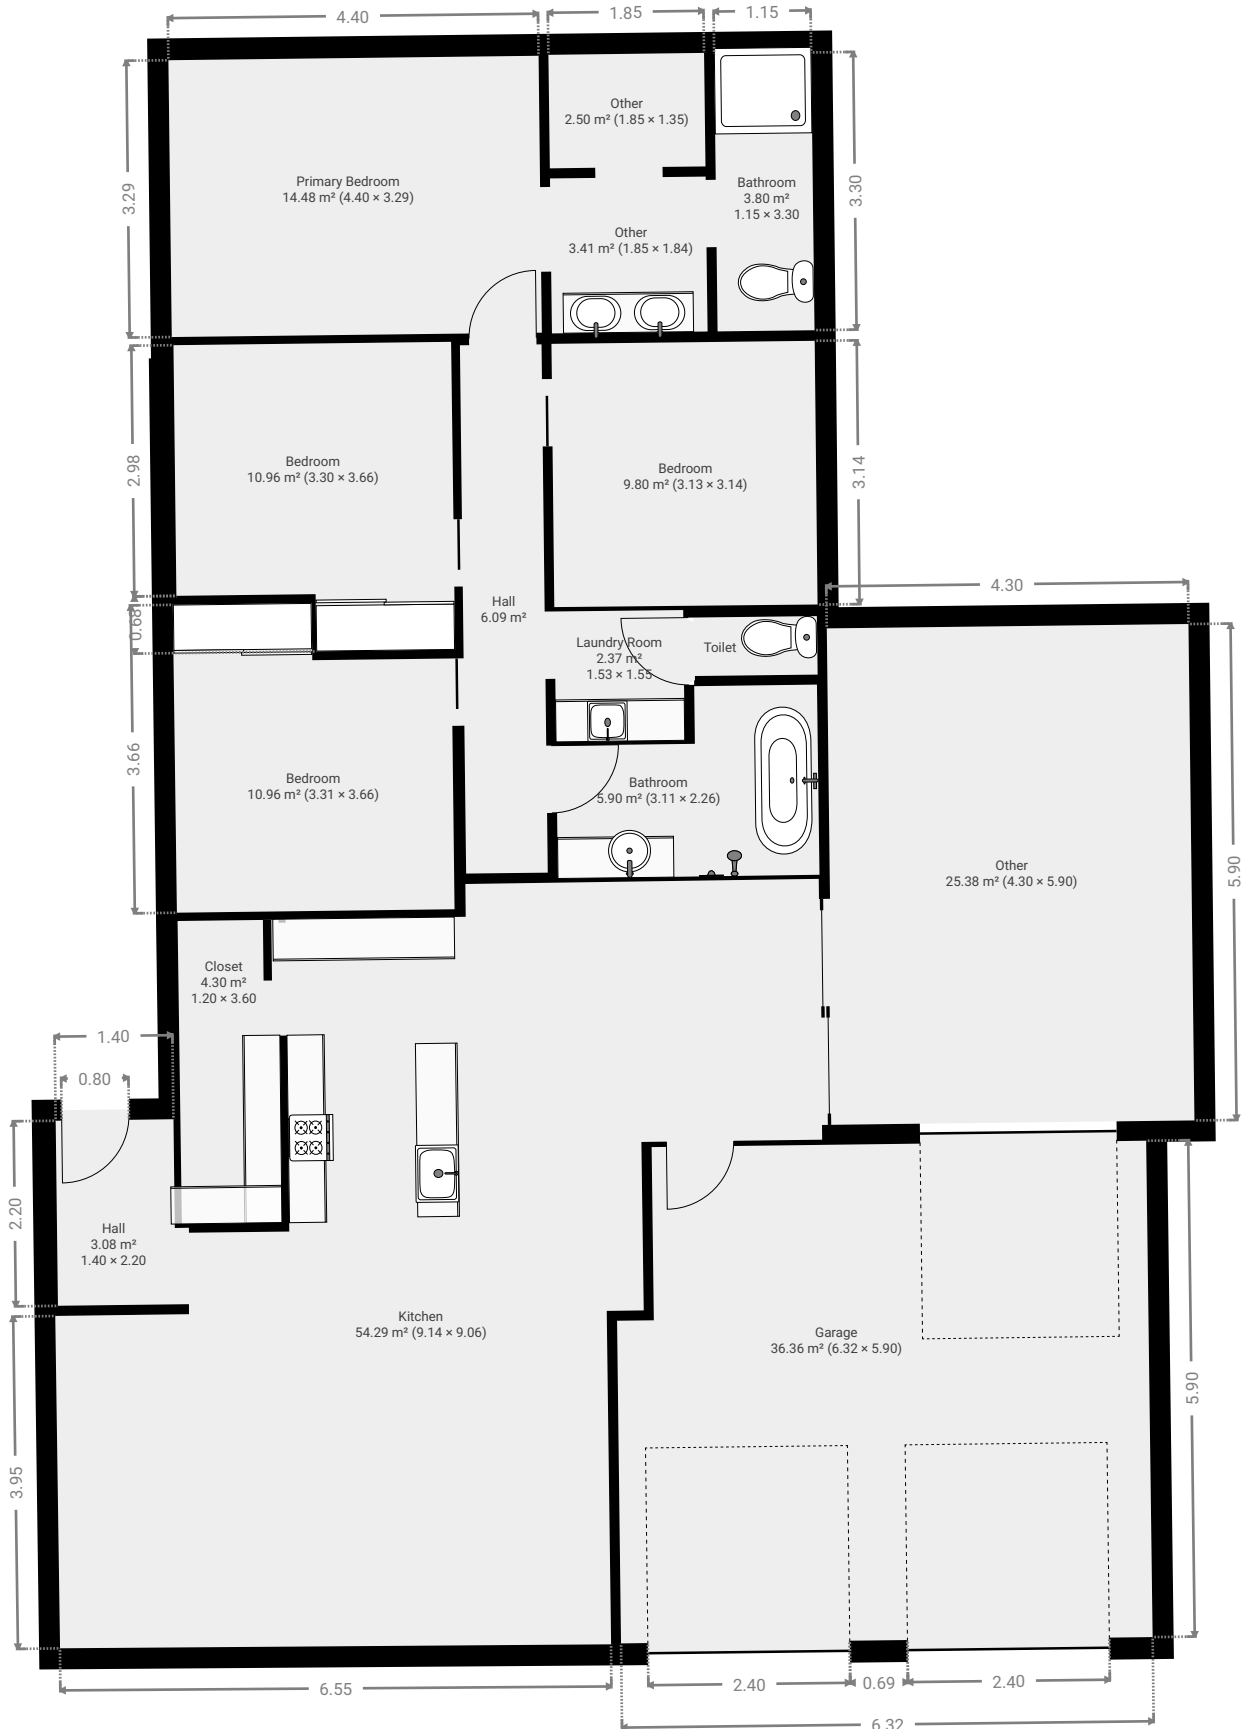 4.40
1.85
1.15
3.29
3.30
Other
2.50 m² (1.85 × 1.35)
Primary Bedroom
14.48 m² (4.40 × 3.29)
Bathroom
3.80 m²
1.15 × 3.30
Other
3.41 m² (1.85 × 1.84)
2.98
3.14
Bedroom
10.96 m² (3.30 × 3.66)
Bedroom
9.80 m² (3.13 × 3.14)
4.30
0.68
Hall
6.09 m²
Laundry Room
2.37 m²
1.53 × 1.55
Toilet
3.66
Bedroom
10.96 m² (3.31 × 3.66)
Bathroom
5.90 m² (3.11 × 2.26)
Other
25.38 m² (4.30 × 5.90)
5.90
Closet
4.30 m²
1.20 × 3.60
1.40
0.80
2.20
Hall
3.08 m²
1.40 × 2.20
Kitchen
54.29 m² (9.14 × 9.06)
Garage
36.36 m² (6.32 × 5.90)
5.90
3.95
6.55
2.40
0.69
2.40
6.32